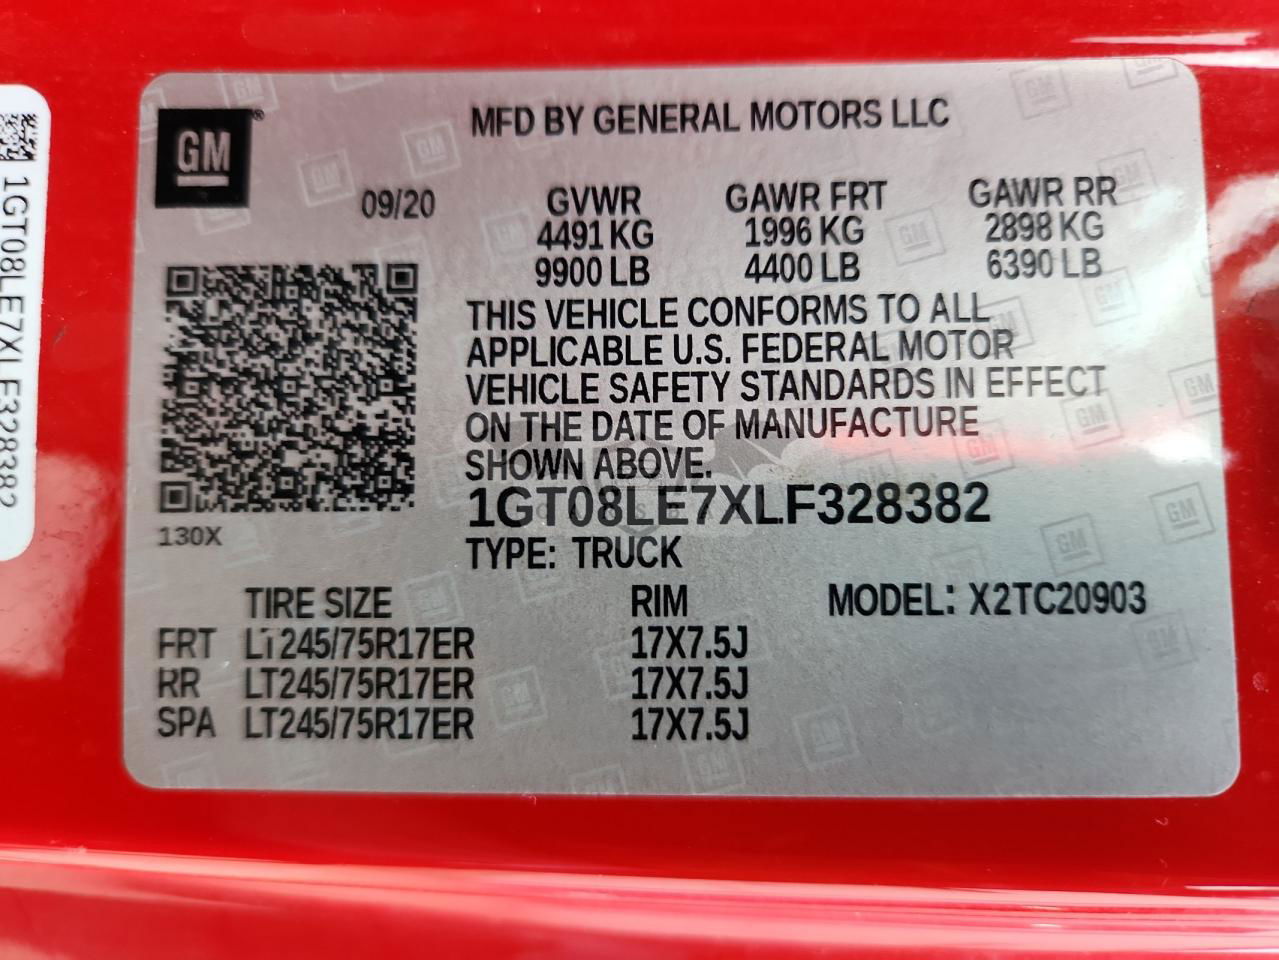 GM
MFD BY GENERAL MOTORS LLC
09/20
GVWR GAWR FRT GAWR RR
4491 KG 1996 KG 2898 KG
9900 LB 4400 LB 6390 LB
THIS VEHICLE CONFORMS TO ALL
APPLICABLE U.S. FEDERAL MOTOR
VEHICLE SAFETY STANDARDS IN EFFECT
ON THE DATE OF MANUFACTURE
SHOWN ABOVE.
1GT08LE7XLF328382
TYPE: TRUCK
130X
TIRE SIZE RIM MODEL: X2TC20903
FRT LT245/75R17ER 17X7.5J
RR LT245/75R17ER 17X7.5J
SPA LT245/75R17ER 17X7.5J
1GT08LE7XLF328382